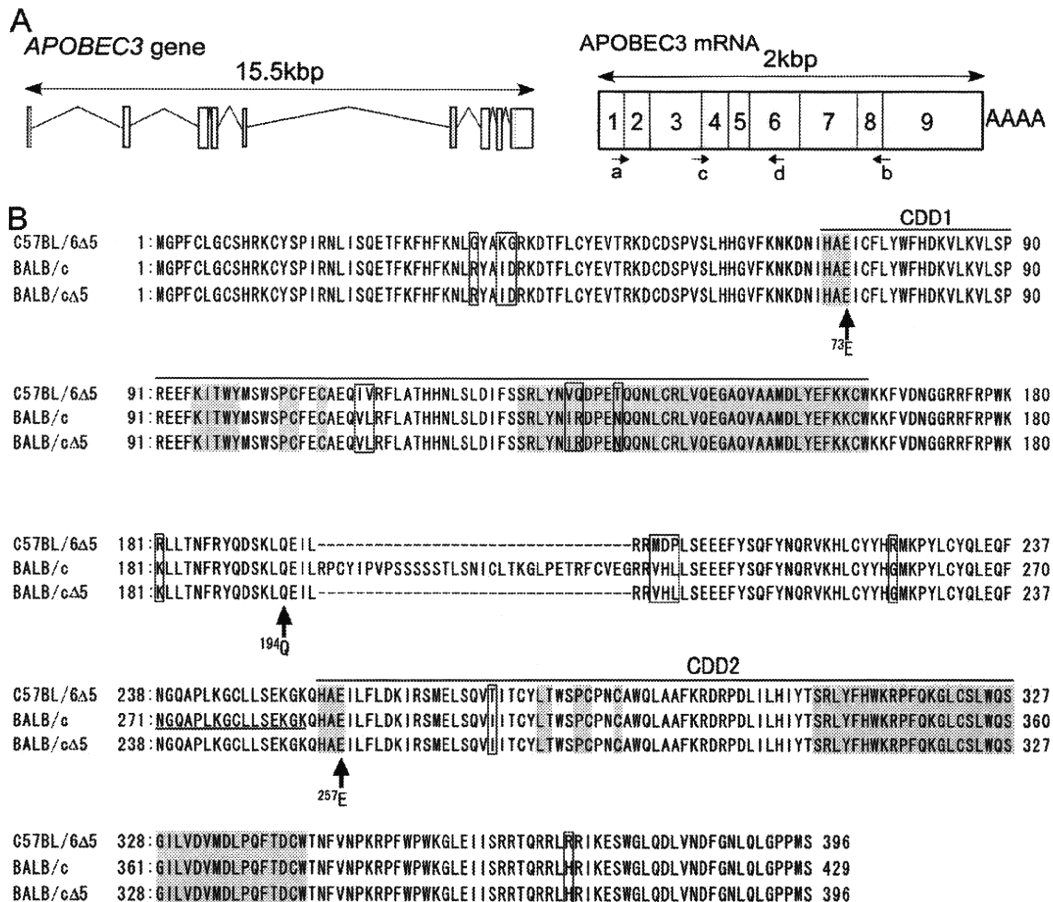 A
APOBEC3 gene
15.5kbp
APOBEC3 mRNA
2kbp
1 2 3 4 5 6 7 8 9 AAAA
a c d b
B
CDD1
C57BL/6Δ5 1:MGPFCLGCSHRKCYSPIRNLISQETFKFHFKNLGYAKGRKDTFLCYEVTRKDCDSPVSLHHGVFKNKDNIHAEICFLYWFHDKVLKVLSP 90
BALB/c 1:MGPFCLGCSHRKCYSPIRNLISQETFKFHFKNLRYAIDRKDTFLCYEVTRKDCDSPVSLHHGVFKNKDNIHAEICFLYWFHDKVLKVLSP 90
BALB/cΔ5 1:MGPFCLGCSHRKCYSPIRNLISQETFKFHFKNLRYAIDRKDTFLCYEVTRKDCDSPVSLHHGVFKNKDNIHAEICFLYWFHDKVLKVLSP 90
73E
C57BL/6Δ5 91:REEFKITWYMSWSPCFECAEQIVRFLATHHNLSLDIFSSRLYNVQDPETQQNLCRLVQEGAQVAAMDLYEFKKCWKKFVDNGGRRFRPWK 180
BALB/c 91:REEFKITWYMSWSPCFECAEQVLRFLATHHNLSLDIFSSRLYNIRDPENQQNLCRLVQEGAQVAAMDLYEFKKCWKKFVDNGGRRFRPWK 180
BALB/cΔ5 91:REEFKITWYMSWSPCFECAEQVLRFLATHHNLSLDIFSSRLYNIRDPENQQNLCRLVQEGAQVAAMDLYEFKKCWKKFVDNGGRRFRPWK 180
C57BL/6Δ5 181:RLLTNFRYQDSKLQEIL---------------------------------RRMDPLSEEEFYSQFYNQRVKHLCYYHRMKPYLCYQLEQF 237
BALB/c 181:KLLTNFRYQDSKLQEILRPCYIPVPSSSSSTLSNICLTKGLPETRFCVEGRRVHLLSEEEFYSQFYNQRVKHLCYYHGMKPYLCYQLEQF 270
BALB/cΔ5 181:KLLTNFRYQDSKLQEIL---------------------------------RRVHLLSEEEFYSQFYNQRVKHLCYYHGMKPYLCYQLEQF 237
194Q
CDD2
C57BL/6Δ5 238:NGQAPLKGCLLSEKGKQHAEILFLDKIRSMELSQVTITCYLTWSPCPNCAWQLAAFKRDRPDLILHIYTSRLYFHWKRPFQKGLCSLWQS 327
BALB/c 271:NGQAPLKGCLLSEKGKQHAEILFLDKIRSMELSQVIITCYLTWSPCPNCAWQLAAFKRDRPDLILHIYTSRLYFHWKRPFQKGLCSLWQS 360
BALB/cΔ5 238:NGQAPLKGCLLSEKGKQHAEILFLDKIRSMELSQVIITCYLTWSPCPNCAWQLAAFKRDRPDLILHIYTSRLYFHWKRPFQKGLCSLWQS 327
257E
C57BL/6Δ5 328:GILVDVMDLPQFTDCWTNFVNPKRPFWPWKGLEIISRRTQRRLRRIKESWGLQDLVNDFGNLQLGPPMS 396
BALB/c 361:GILVDVMDLPQFTDCWTNFVNPKRPFWPWKGLEIISRRTQRRLHRIKESWGLQDLVNDFGNLQLGPPMS 429
BALB/cΔ5 328:GILVDVMDLPQFTDCWTNFVNPKRPFWPWKGLEIISRRTQRRLHRIKESWGLQDLVNDFGNLQLGPPMS 396